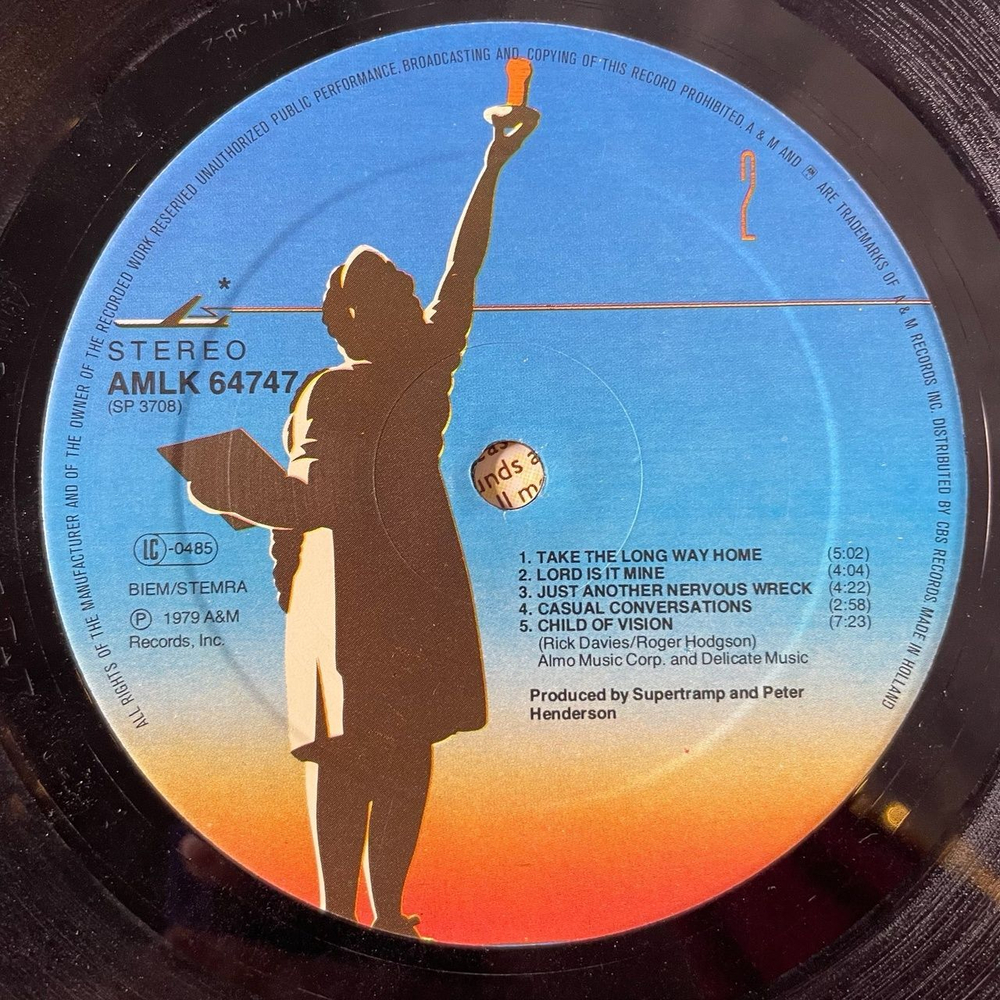 ALL RIGHTS OF THE MANUFACTURER AND OF THE OWNER OF THE RECORDED WORK RESERVED UNAUTHORIZED PUBLIC PERFORMANCE, BROADCASTING AND COPYING OF THIS RECORD PROHIBITED. A & M AND ARE TRADEMARKS OF A & M RECORDS INC. DISTRIBUTED BY CBS RECORDS MADE IN HOLLAND
2
*
STEREO
AMLK 64747
(SP 3708)
LC-0485
BIEM/STEMRA
Ⓟ 1979 A&M
Records, Inc.
1. TAKE THE LONG WAY HOME (5:02)
2. LORD IS IT MINE (4:04)
3. JUST ANOTHER NERVOUS WRECK (4:22)
4. CASUAL CONVERSATIONS (2:58)
5. CHILD OF VISION (7:23)
(Rick Davies/Roger Hodgson)
Almo Music Corp. and Delicate Music
Produced by Supertramp and Peter
Henderson